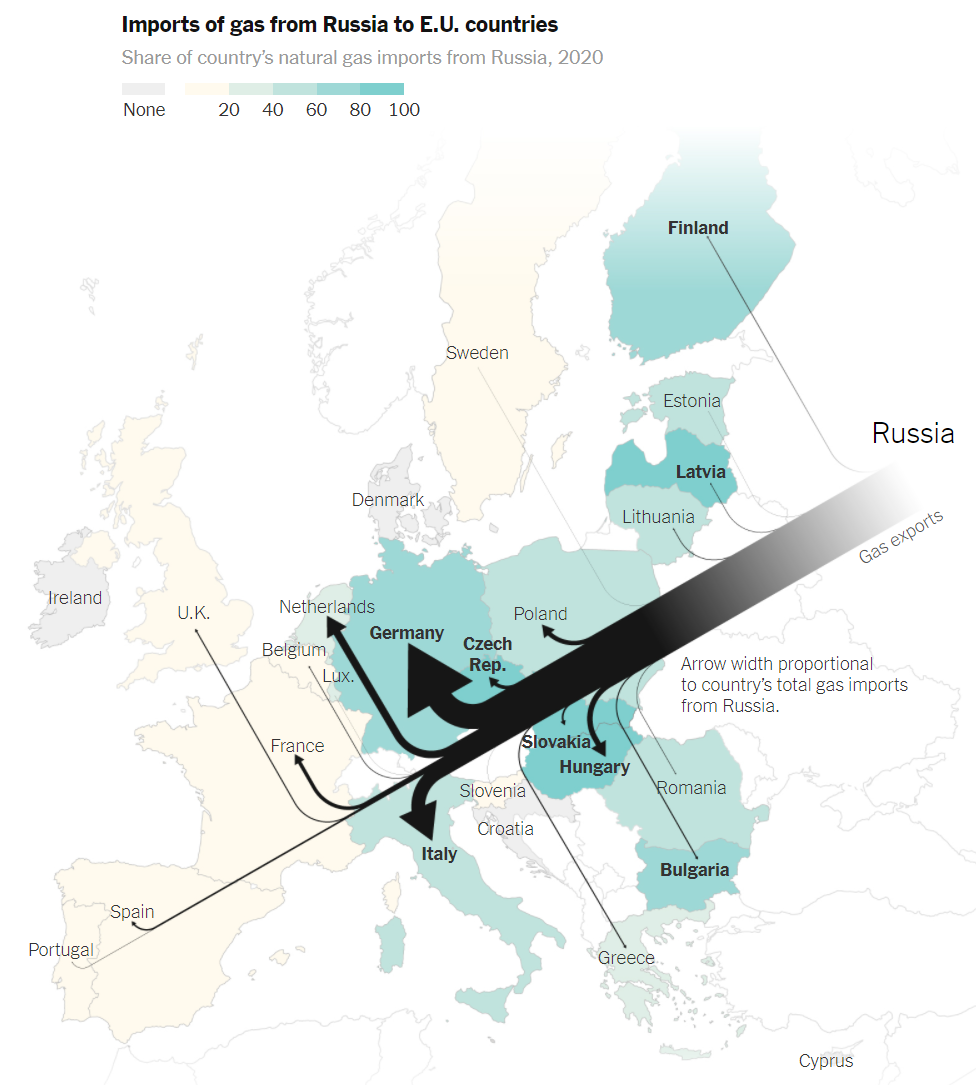 Imports of gas from Russia to E.U. countries
Share of country's natural gas imports from Russia, 2020
None 20 40 60 80 100
Finland
Sweden
Estonia
Russia
Latvia
Denmark
Lithuania
Gas exports
Ireland
U.K.
Netherlands
Poland
Germany
Belgium
Czech
Rep.
Lux.
Arrow width proportional
to country's total gas imports
from Russia.
France
Slovakia
Hungary
Slovenia
Romania
Croatia
Italy
Bulgaria
Spain
Portugal
Greece
Cyprus